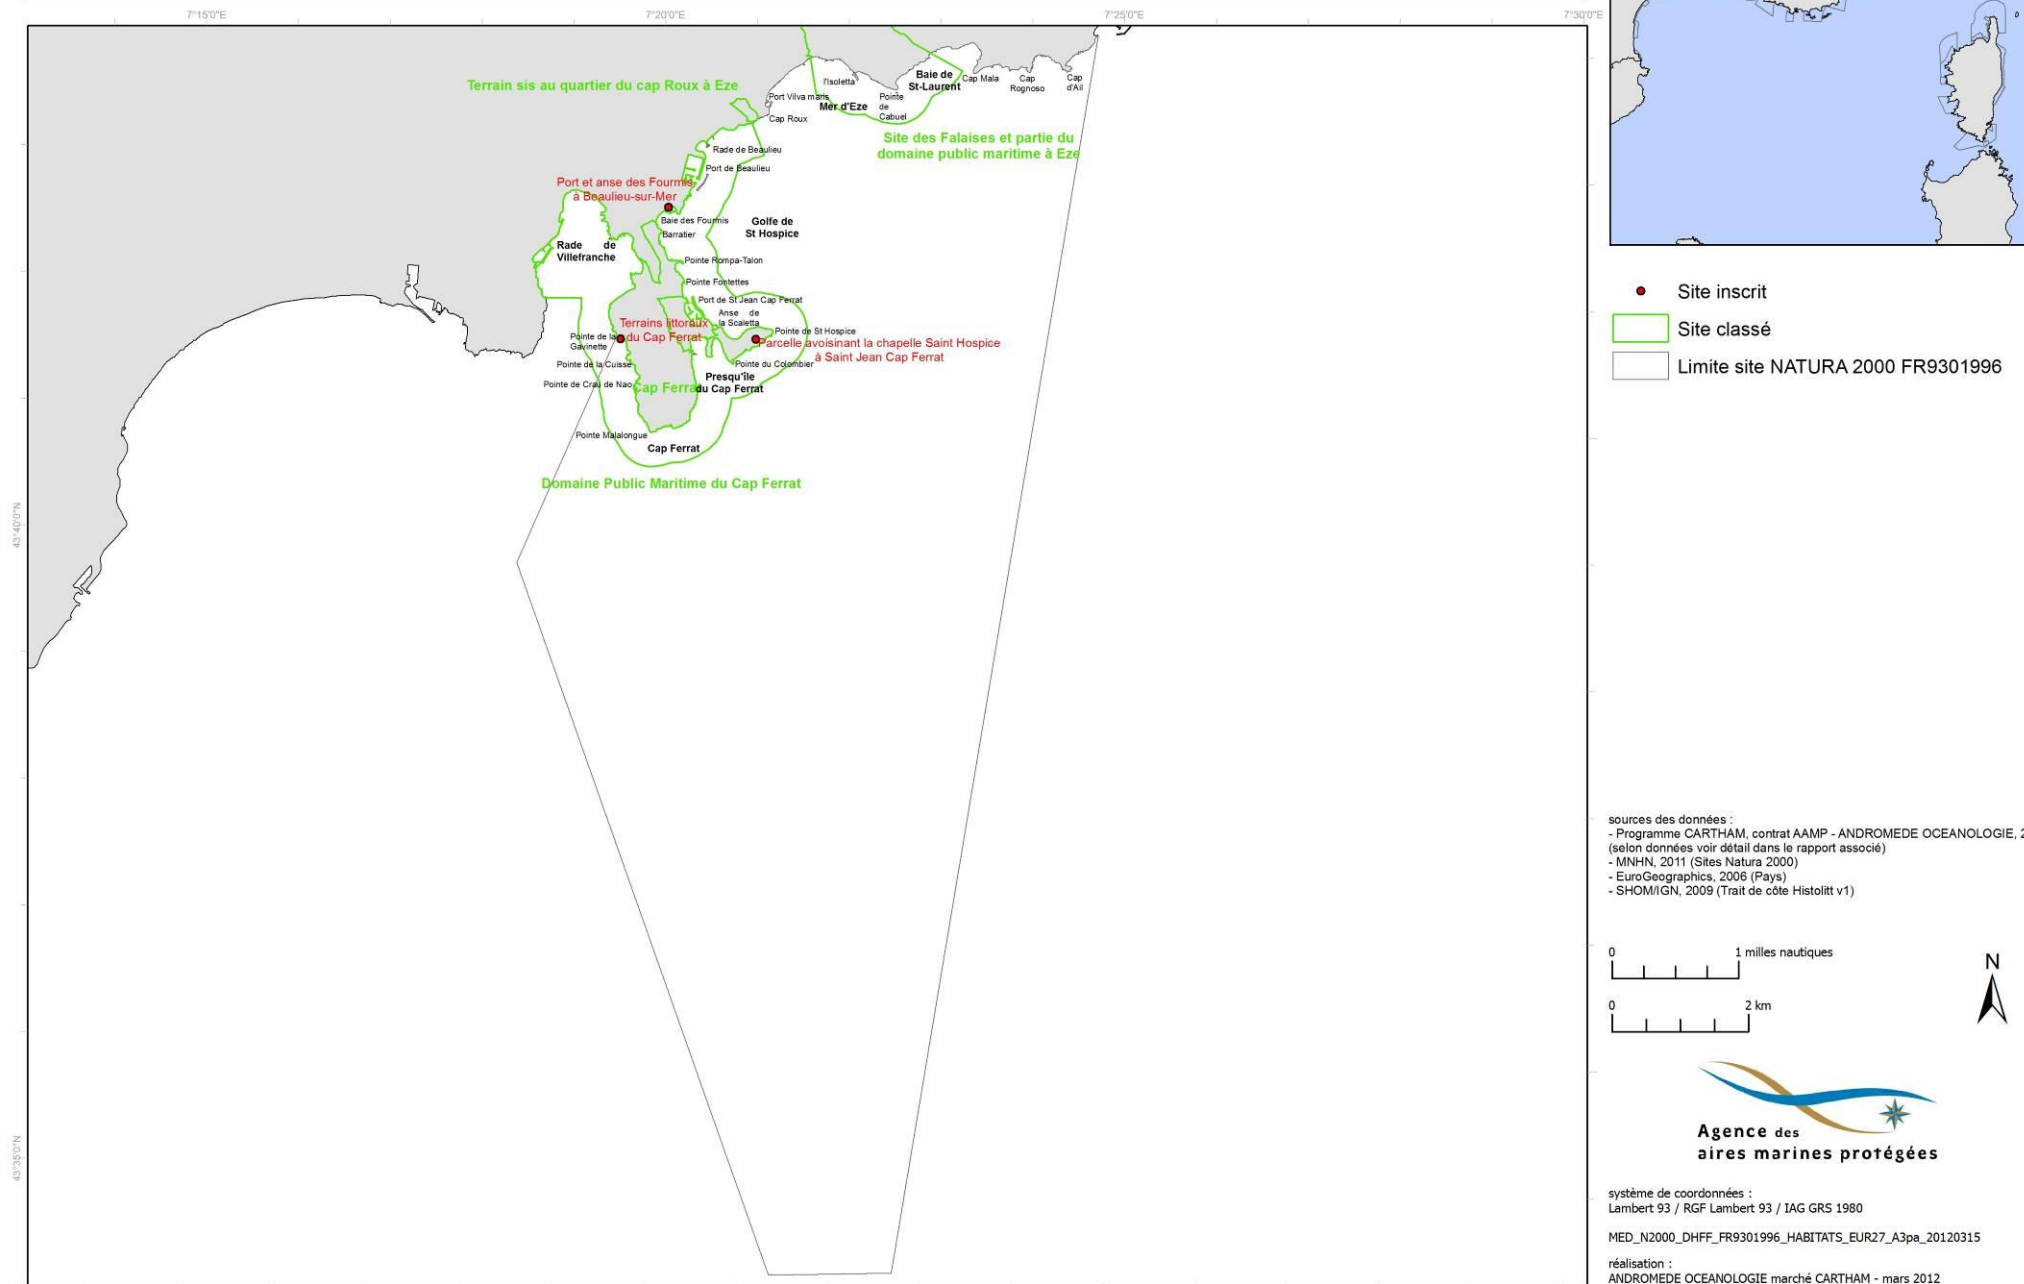 7°15'0"E
7°20'0"E
7°25'0"E
7°30'0"E
43°40'0"N
43°35'0"N
Terrain sis au quartier du cap Roux à Eze
l'Isoletta
Baie de
St-Laurent
Cap Mala
Cap
Rognoso
Cap
d'Ail
Port Vilva maris
Mer d'Eze
Pointe
de
Cabuel
Cap Roux
Site des Falaises et partie du
domaine public maritime à Eze
Rade de Beaulieu
Port de Beaulieu
Port et anse des Fourmis
à Beaulieu-sur-Mer
Baie des Fourmis
Barratier
Golfe de
St Hospice
Rade de
Villefranche
Pointe Rompa-Talon
Pointe Fontettes
Port de St Jean Cap Ferrat
Anse de
la Scaletta
Terrains littoraux
du Cap Ferrat
Pointe de la
Gavinette
Pointe de St Hospice
Parcelle avoisinant la chapelle Saint Hospice
à Saint Jean Cap Ferrat
Pointe de la Cuisse
Pointe du Colombier
Pointe de Crau de Nao
Cap Ferrat
Presqu'île
du Cap Ferrat
Pointe Malalongue
Cap Ferrat
Domaine Public Maritime du Cap Ferrat
Site inscrit
Site classé
Limite site NATURA 2000 FR9301996
sources des données :
- Programme CARTHAM, contrat AAMP - ANDROMEDE OCEANOLOGIE, 2
(selon données voir détail dans le rapport associé)
- MNHN, 2011 (Sites Natura 2000)
- EuroGeographics, 2006 (Pays)
- SHOM/IGN, 2009 (Trait de côte Histolitt v1)
0 1 milles nautiques
0 2 km
N
Agence des
aires marines protégées
système de coordonnées :
Lambert 93 / RGF Lambert 93 / IAG GRS 1980
MED_N2000_DHFF_FR9301996_HABITATS_EUR27_A3pa_20120315
réalisation :
ANDROMEDE OCEANOLOGIE marché CARTHAM - mars 2012